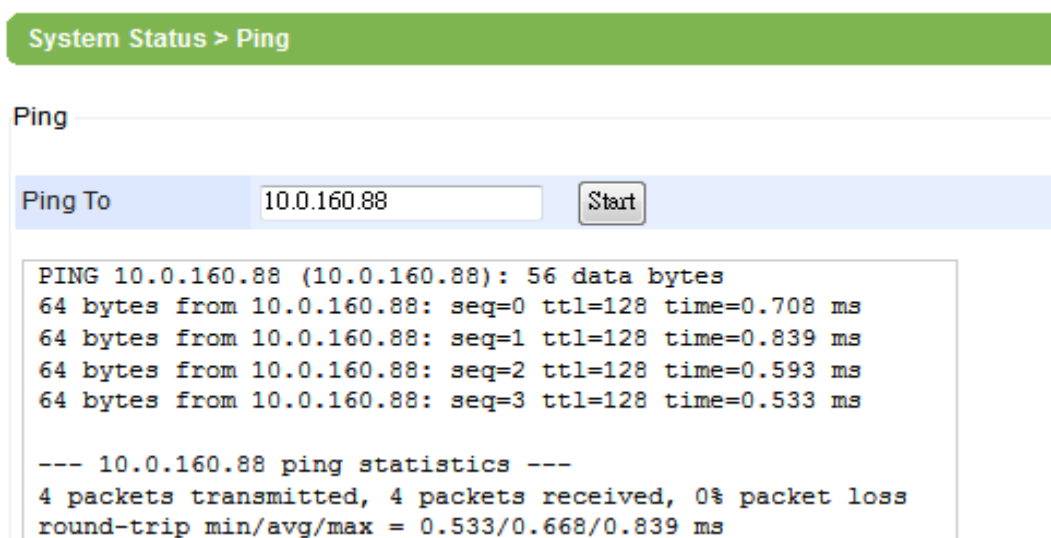 System Status > Ping
Ping
Ping To 10.0.160.88 Start
PING 10.0.160.88 (10.0.160.88): 56 data bytes
64 bytes from 10.0.160.88: seq=0 ttl=128 time=0.708 ms
64 bytes from 10.0.160.88: seq=1 ttl=128 time=0.839 ms
64 bytes from 10.0.160.88: seq=2 ttl=128 time=0.593 ms
64 bytes from 10.0.160.88: seq=3 ttl=128 time=0.533 ms
--- 10.0.160.88 ping statistics ---
4 packets transmitted, 4 packets received, 0% packet loss
round-trip min/avg/max = 0.533/0.668/0.839 ms